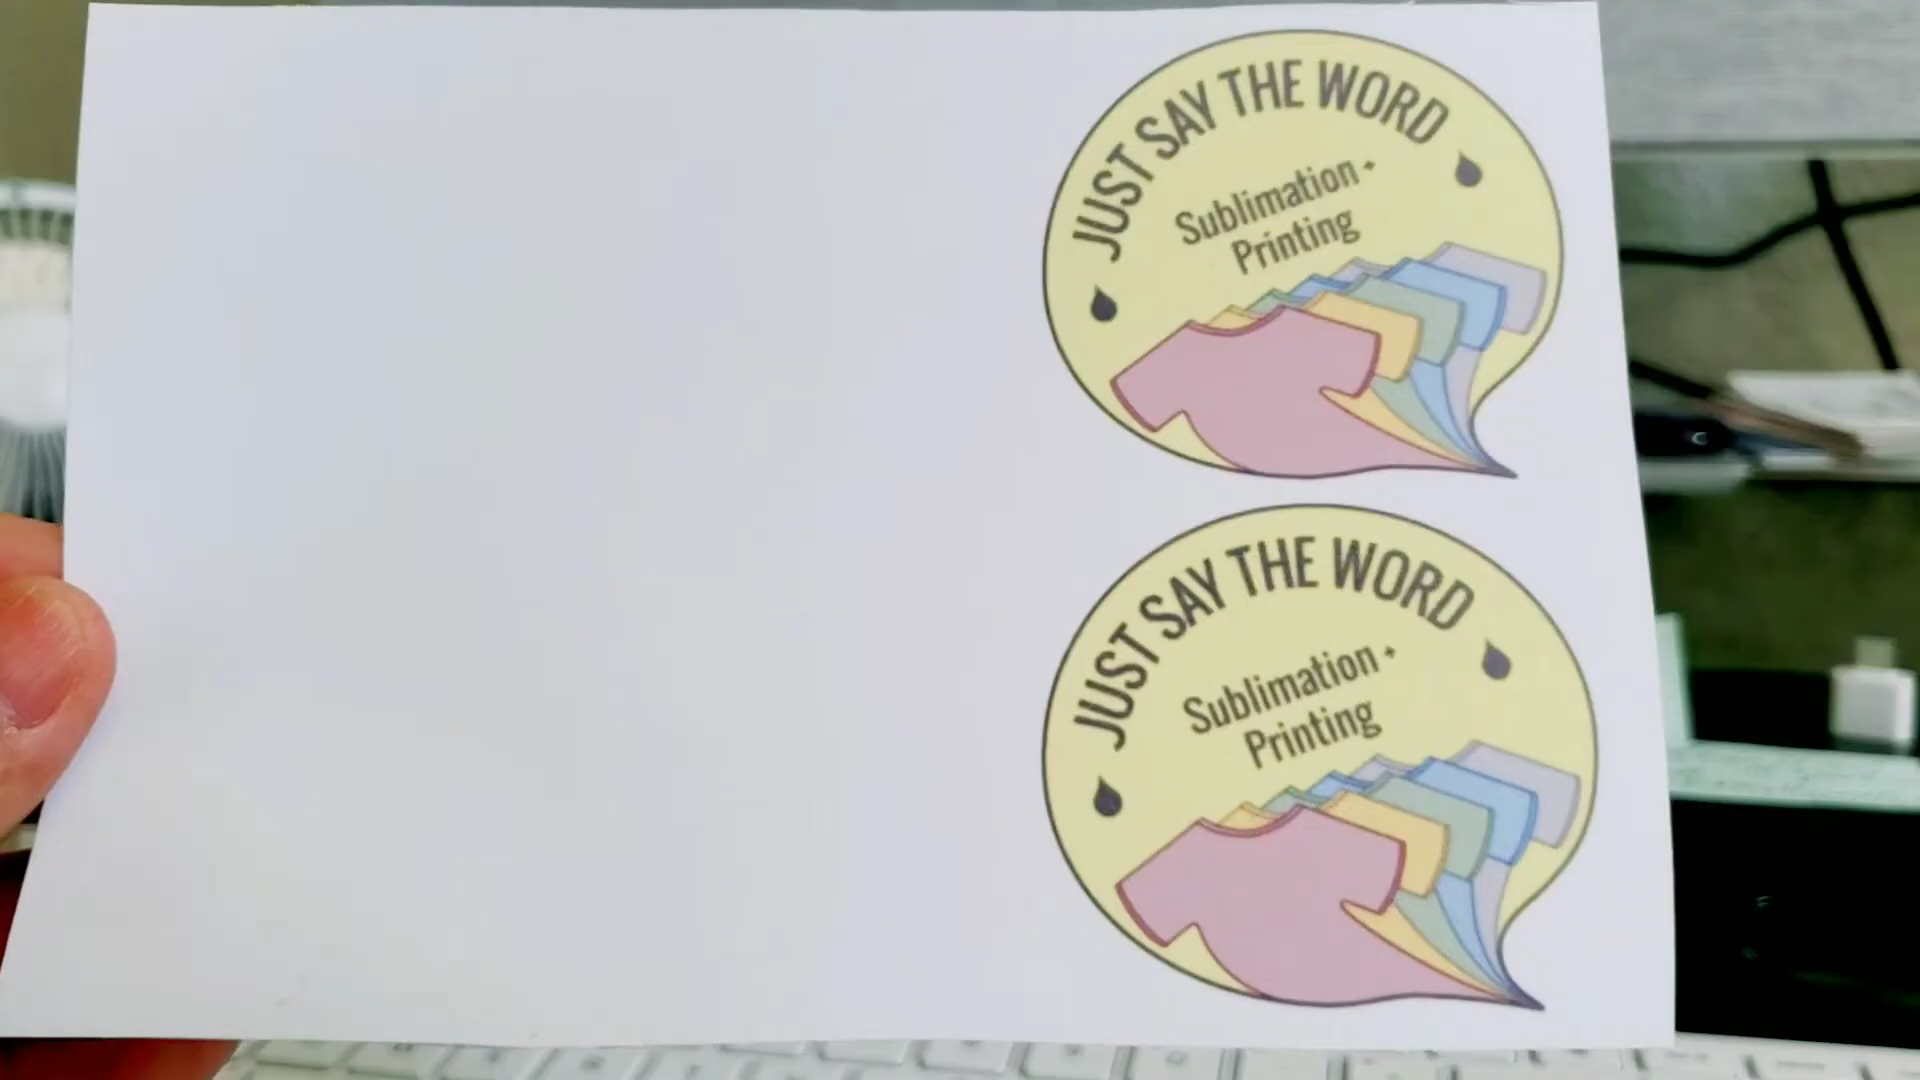 JUST SAY THE WORD
Sublimation +
Printing
JUST SAY THE WORD
Sublimation +
Printing